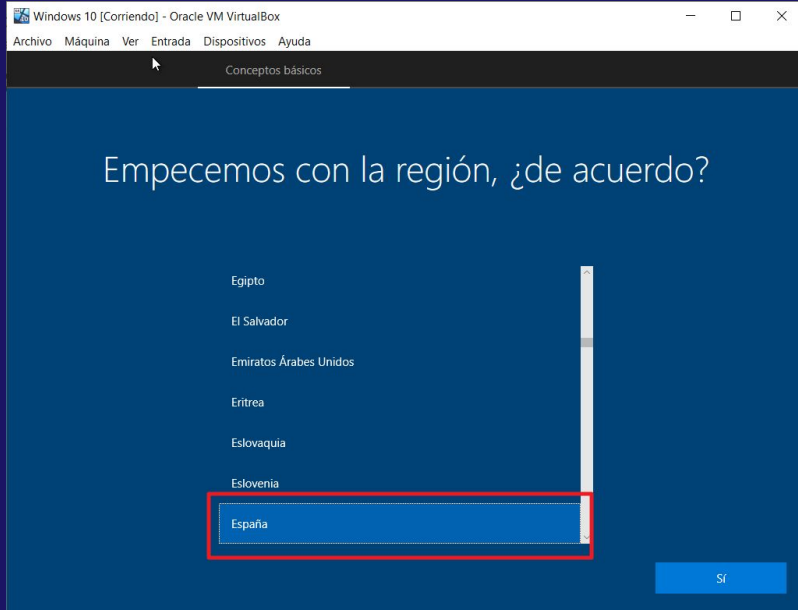 Windows 10 [Corriendo] - Oracle VM VirtualBox
Archivo Máquina Ver Entrada Dispositivos Ayuda
Conceptos básicos
Empecemos con la región, ¿de acuerdo?
Egipto
El Salvador
Emiratos Árabes Unidos
Eritrea
Eslovaquia
Eslovenia
España
Sí